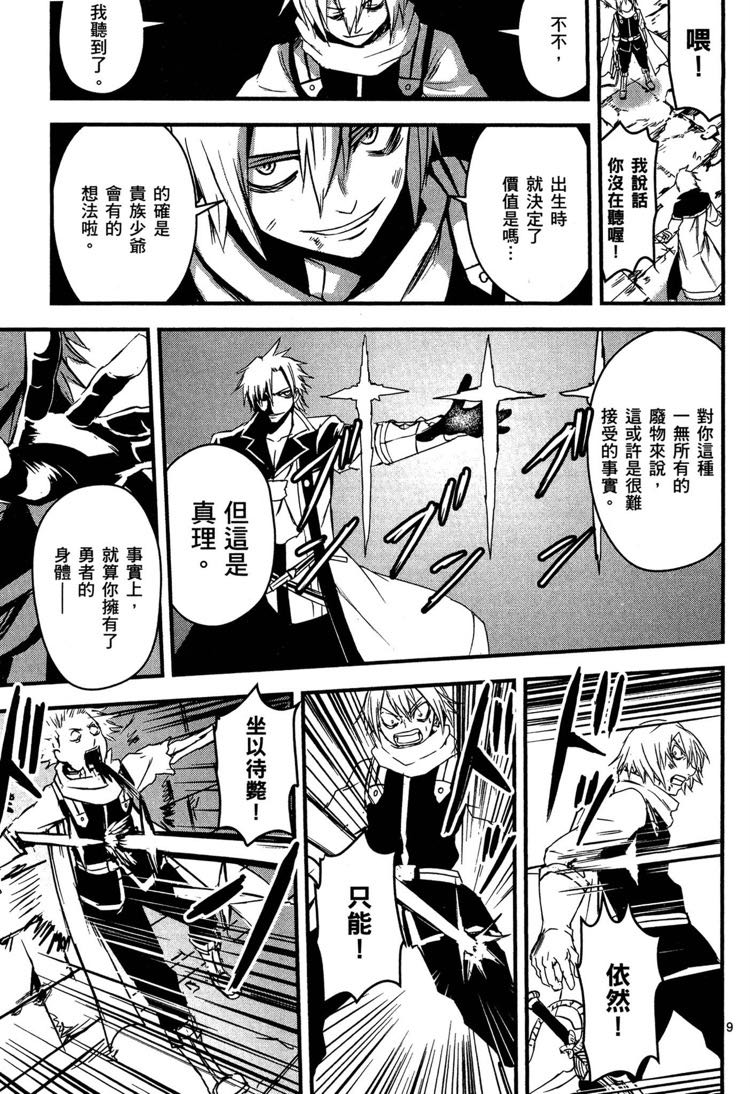 喂！
我說話
你沒在聽喔！
不不，
我聽到了。
出生時
就決定了
價值是嗎…
的確是
貴族少爺
會有的
想法啦。
對你這種
一無所有的
廢物來說，
這或許是很難
接受的事實。
但這是
真理。
事實上，
就算你擁有了
勇者的
身體——
依然！
只能！
坐以待斃！
9